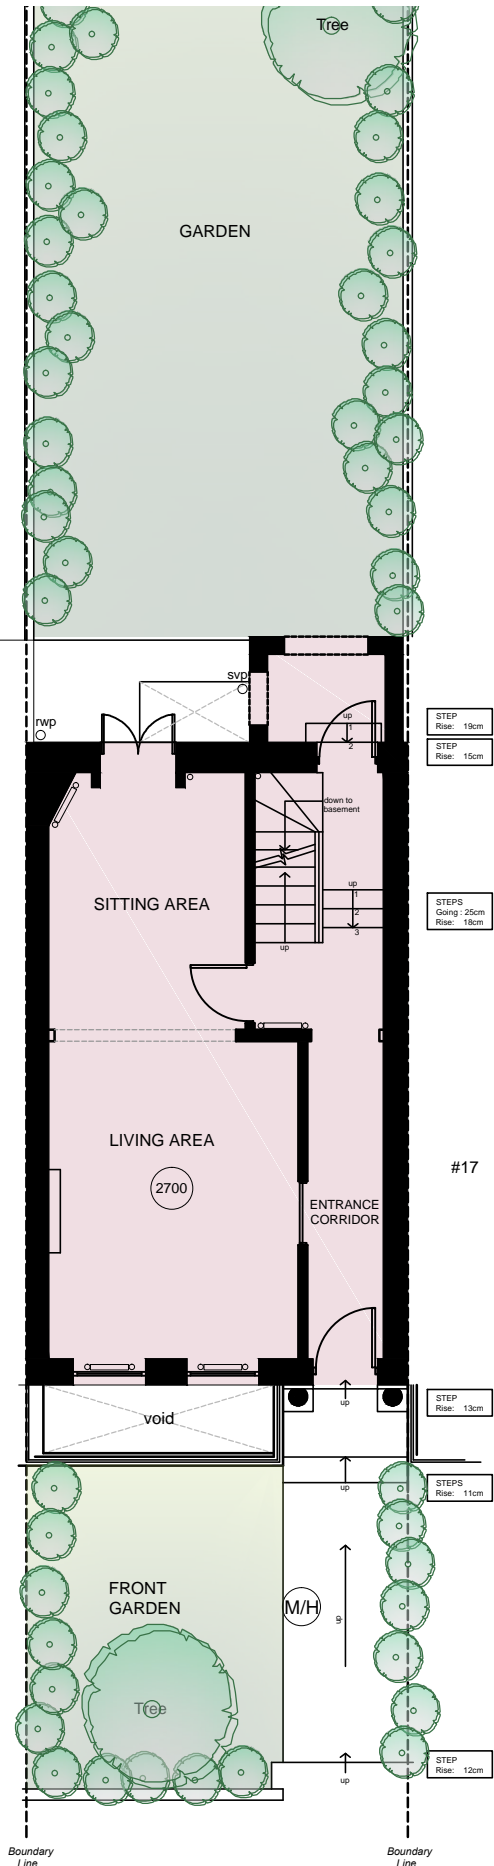 Tree
GARDEN
svp
rwp
up
1
2
STEP
Rise: 19cm
STEP
Rise: 15cm
down to
basement
up
1
2
3
STEPS
Going : 25cm
Rise: 18cm
SITTING AREA
up
LIVING AREA
2700
#17
ENTRANCE
CORRIDOR
up
STEP
Rise: 13cm
void
up
STEPS
Rise: 11cm
FRONT
GARDEN
M/H
up
Tree
up
STEP
Rise: 12cm
Boundary
Line
Boundary
Line